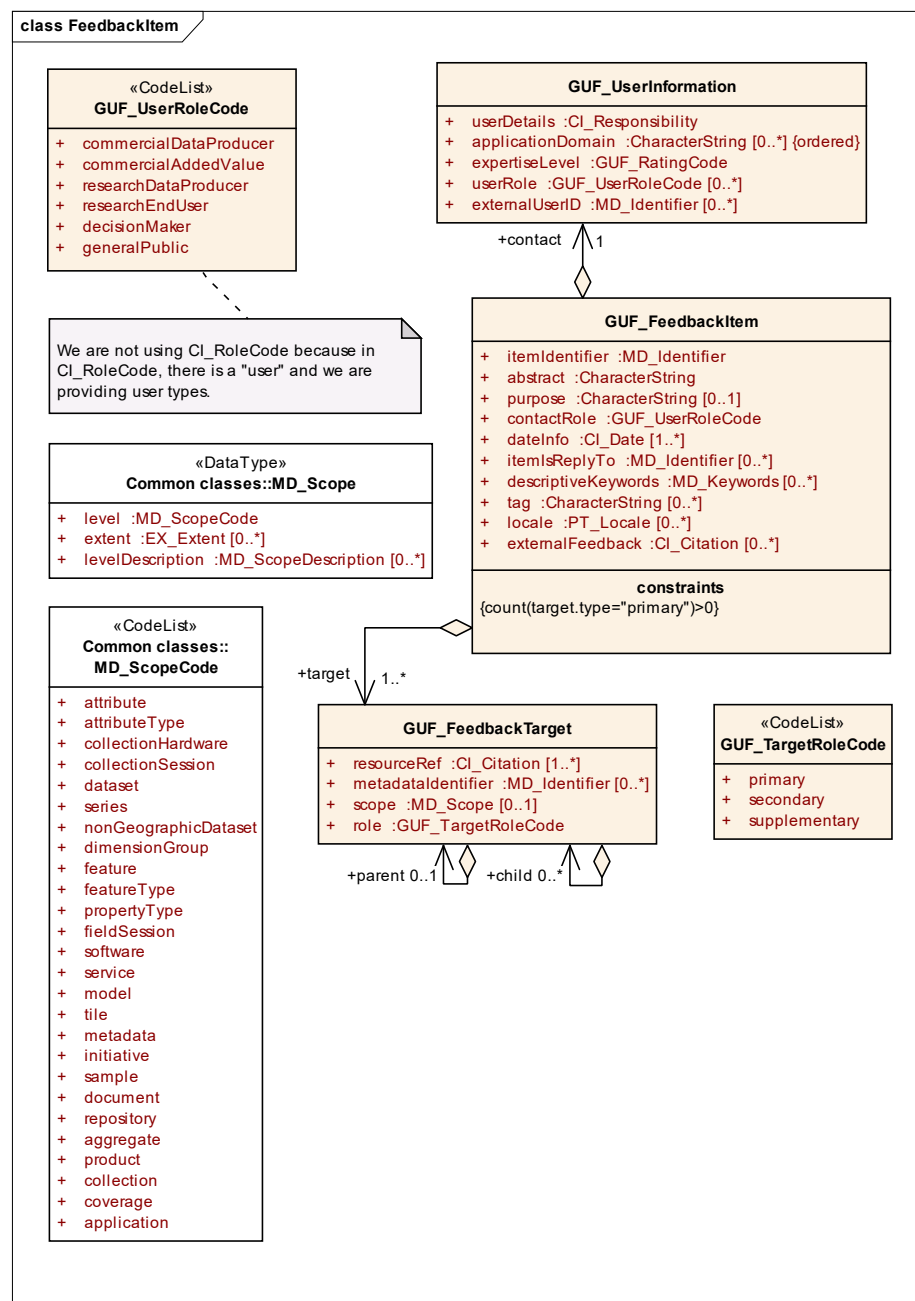 class FeedbackItem
«CodeList»
GUF_UserRoleCode
+ commercialDataProducer
+ commercialAddedValue
+ researchDataProducer
+ researchEndUser
+ decisionMaker
+ generalPublic
GUF_UserInformation
+ userDetails :CI_Responsibility
+ applicationDomain :CharacterString [0..*] {ordered}
+ expertiseLevel :GUF_RatingCode
+ userRole :GUF_UserRoleCode [0..*]
+ externalUserID :MD_Identifier [0..*]
+contact 1
We are not using CI_RoleCode because in
CI_RoleCode, there is a "user" and we are
providing user types.
GUF_FeedbackItem
+ itemIdentifier :MD_Identifier
+ abstract :CharacterString
+ purpose :CharacterString [0..1]
+ contactRole :GUF_UserRoleCode
+ dateInfo :CI_Date [1..*]
+ itemIsReplyTo :MD_Identifier [0..*]
+ descriptiveKeywords :MD_Keywords [0..*]
+ tag :CharacterString [0..*]
+ locale :PT_Locale [0..*]
+ externalFeedback :CI_Citation [0..*]
constraints
{count(target.type="primary")>0}
«DataType»
Common classes::MD_Scope
+ level :MD_ScopeCode
+ extent :EX_Extent [0..*]
+ levelDescription :MD_ScopeDescription [0..*]
+target 1..*
«CodeList»
Common classes::
MD_ScopeCode
+ attribute
+ attributeType
+ collectionHardware
+ collectionSession
+ dataset
+ series
+ nonGeographicDataset
+ dimensionGroup
+ feature
+ featureType
+ propertyType
+ fieldSession
+ software
+ service
+ model
+ tile
+ metadata
+ initiative
+ sample
+ document
+ repository
+ aggregate
+ product
+ collection
+ coverage
+ application
GUF_FeedbackTarget
+ resourceRef :CI_Citation [1..*]
+ metadataIdentifier :MD_Identifier [0..*]
+ scope :MD_Scope [0..1]
+ role :GUF_TargetRoleCode
+parent 0..1
+child 0..*
«CodeList»
GUF_TargetRoleCode
+ primary
+ secondary
+ supplementary